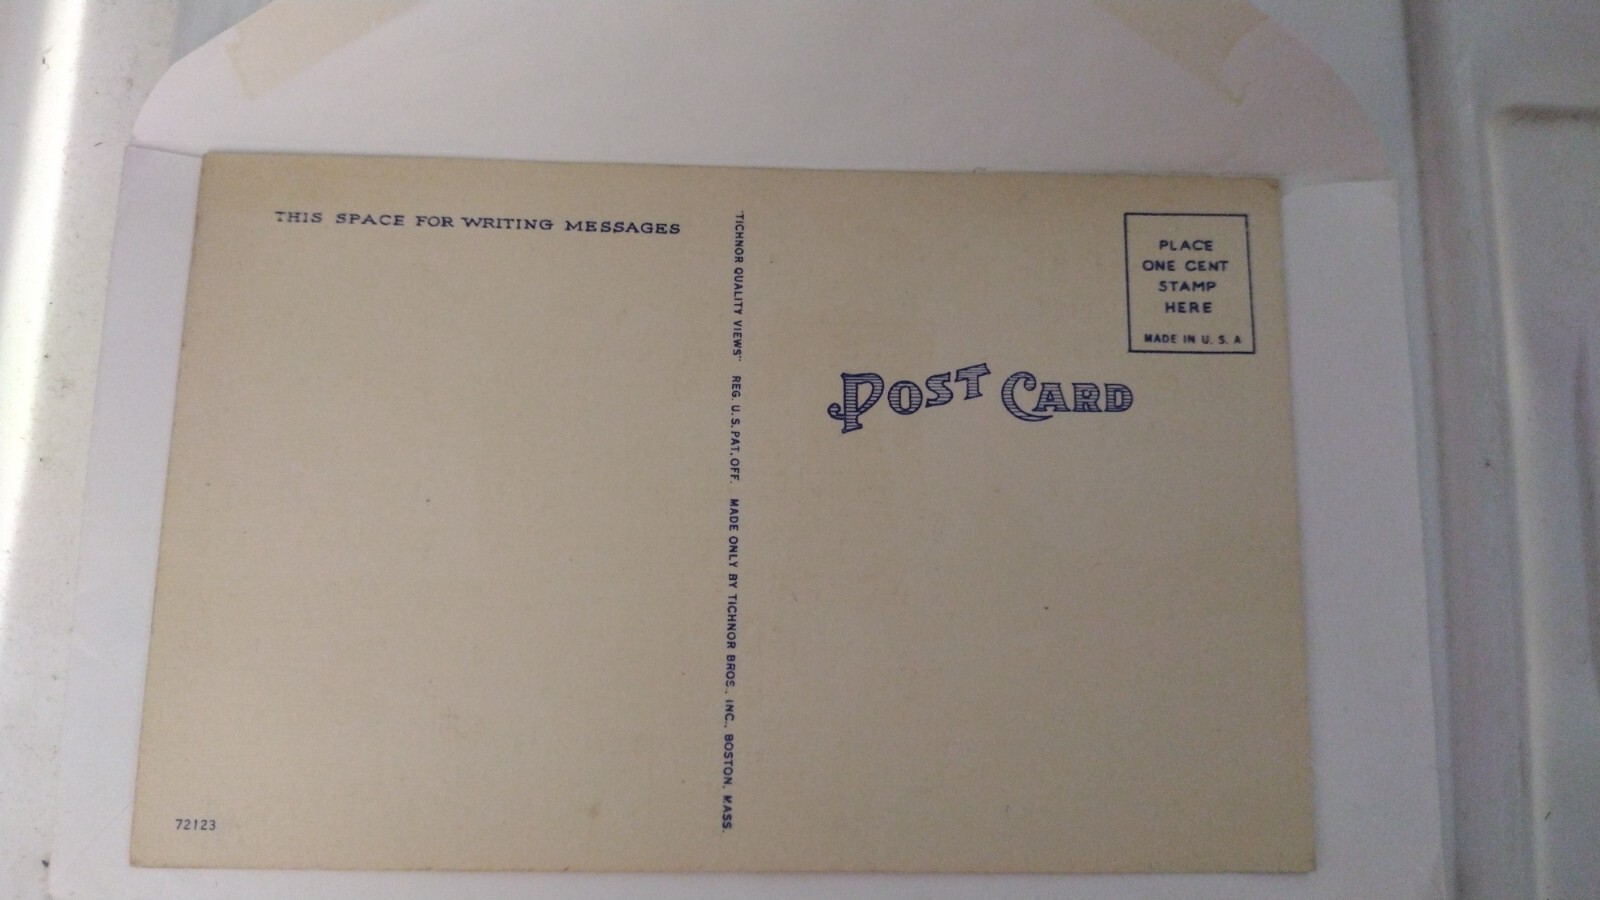 THIS SPACE FOR WRITING MESSAGES
"TICHNOR QUALITY VIEWS" REG. U.S. PAT. OFF. MADE ONLY BY TICHNOR BROS., INC., BOSTON, MASS.
PLACE
ONE CENT
STAMP
HERE
MADE IN U. S. A
POST CARD
72123